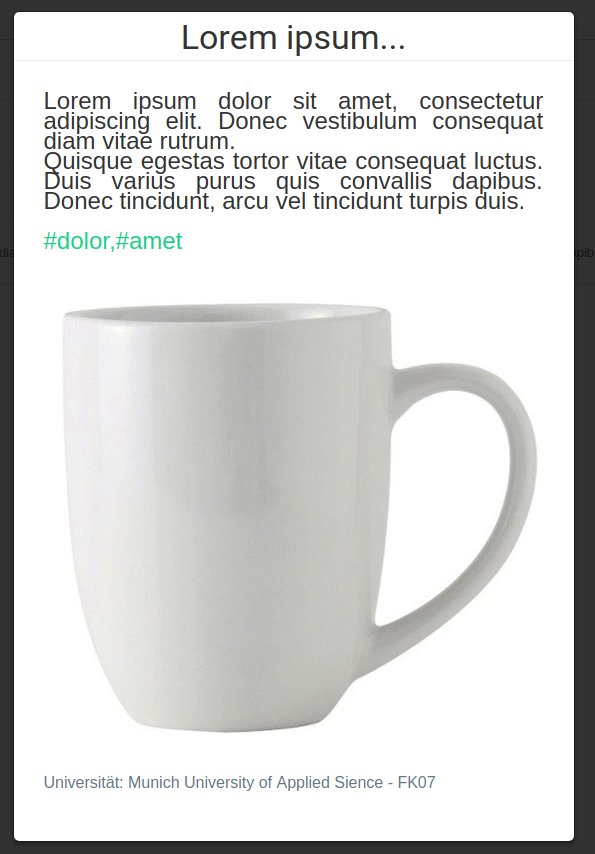 Lorem ipsum...
Lorem ipsum dolor sit amet, consectetur
adipiscing elit. Donec vestibulum consequat
diam vitae rutrum.
Quisque egestas tortor vitae consequat luctus.
Duis varius purus quis convallis dapibus.
Donec tincidunt, arcu vel tincidunt turpis duis.
#dolor,#amet
Universität: Munich University of Applied Sience - FK07